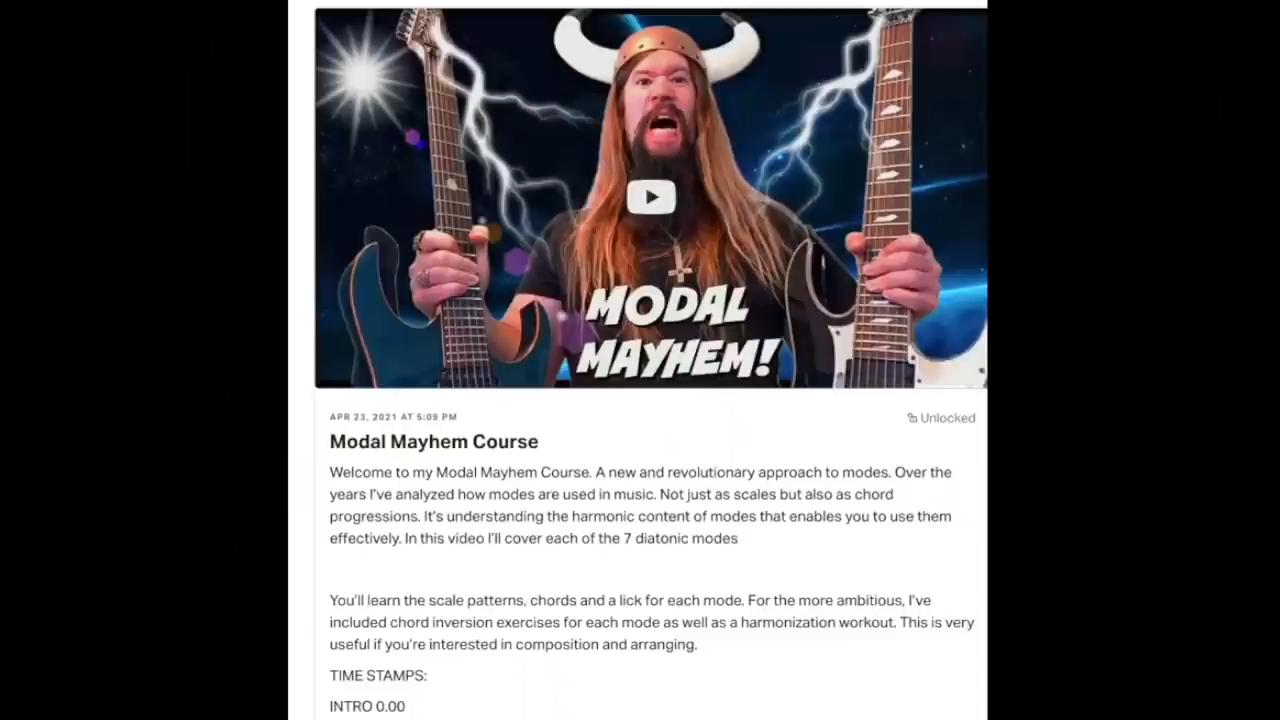 MODAL
MAYHEM!
APR 23, 2021 AT 5:09 PM
Unlocked
Modal Mayhem Course
Welcome to my Modal Mayhem Course. A new and revolutionary approach to modes. Over the
years I've analyzed how modes are used in music. Not just as scales but also as chord
progressions. It's understanding the harmonic content of modes that enables you to use them
effectively. In this video I'll cover each of the 7 diatonic modes
You'll learn the scale patterns, chords and a lick for each mode. For the more ambitious, I've
included chord inversion exercises for each mode as well as a harmonization workout. This is very
useful if you're interested in composition and arranging.
TIME STAMPS:
INTRO 0.00